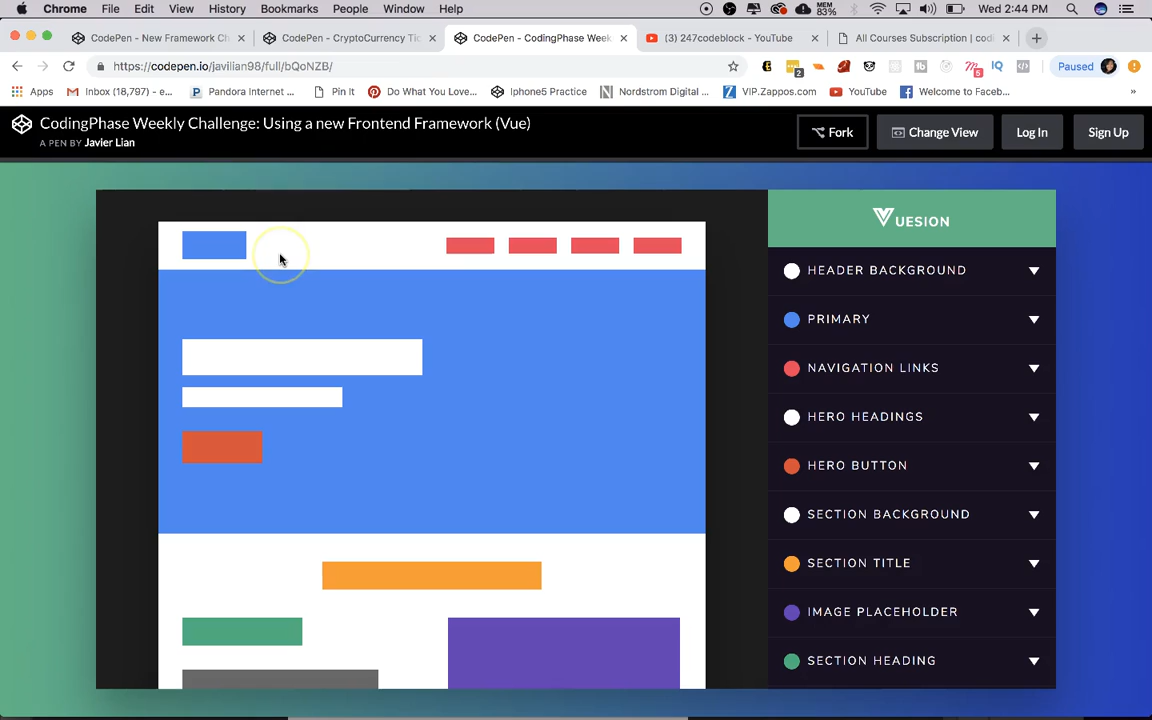 Chrome File Edit View History Bookmarks People Window Help MEM 83% Wed 2:44 PM
CodePen - New Framework Ch CodePen - CryptoCurrency Tic CodePen - CodingPhase Week (3) 247codeblock - YouTube All Courses Subscription | codi
https://codepen.io/javilian98/full/bQoNZB/ 2 5 Paused
Apps Inbox (18,797) - e... Pandora Internet ... Pin It Do What You Love... Iphone5 Practice Nordstrom Digital ... VIP.Zappos.com YouTube Welcome to Faceb... »
CodingPhase Weekly Challenge: Using a new Frontend Framework (Vue)
A PEN BY Javier Lian
Fork Change View Log In Sign Up
VUESION
HEADER BACKGROUND
PRIMARY
NAVIGATION LINKS
HERO HEADINGS
HERO BUTTON
SECTION BACKGROUND
SECTION TITLE
IMAGE PLACEHOLDER
SECTION HEADING